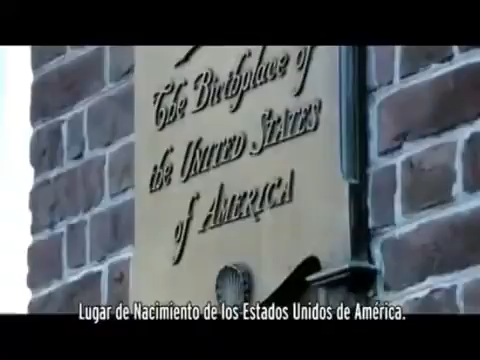 The Birthplace of
the UNITED STATES
of AMERICA
Lugar de Nacimiento de los Estados Unidos de América.